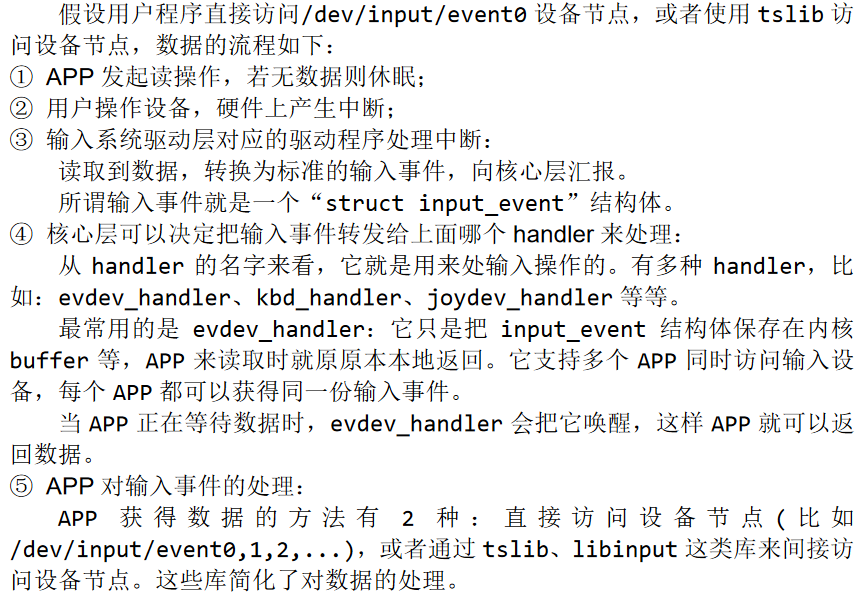 假设用户程序直接访问/dev/input/event0 设备节点，或者使用 tslib 访
问设备节点，数据的流程如下：
① APP 发起读操作，若无数据则休眠；
② 用户操作设备，硬件上产生中断；
③ 输入系统驱动层对应的驱动程序处理中断：
读取到数据，转换为标准的输入事件，向核心层汇报。
所谓输入事件就是一个“struct input_event”结构体。
④ 核心层可以决定把输入事件转发给上面哪个 handler 来处理：
从 handler 的名字来看，它就是用来处输入操作的。有多种 handler，比
如：evdev_handler、kbd_handler、joydev_handler 等等。
最常用的是 evdev_handler：它只是把 input_event 结构体保存在内核
buffer 等，APP 来读取时就原原本本地返回。它支持多个 APP 同时访问输入设
备，每个 APP 都可以获得同一份输入事件。
当 APP 正在等待数据时，evdev_handler 会把它唤醒，这样 APP 就可以返
回数据。
⑤ APP 对输入事件的处理：
APP 获得数据的方法有 2 种：直接访问设备节点(比如
/dev/input/event0,1,2,...)，或者通过 tslib、libinput 这类库来间接访
问设备节点。这些库简化了对数据的处理。